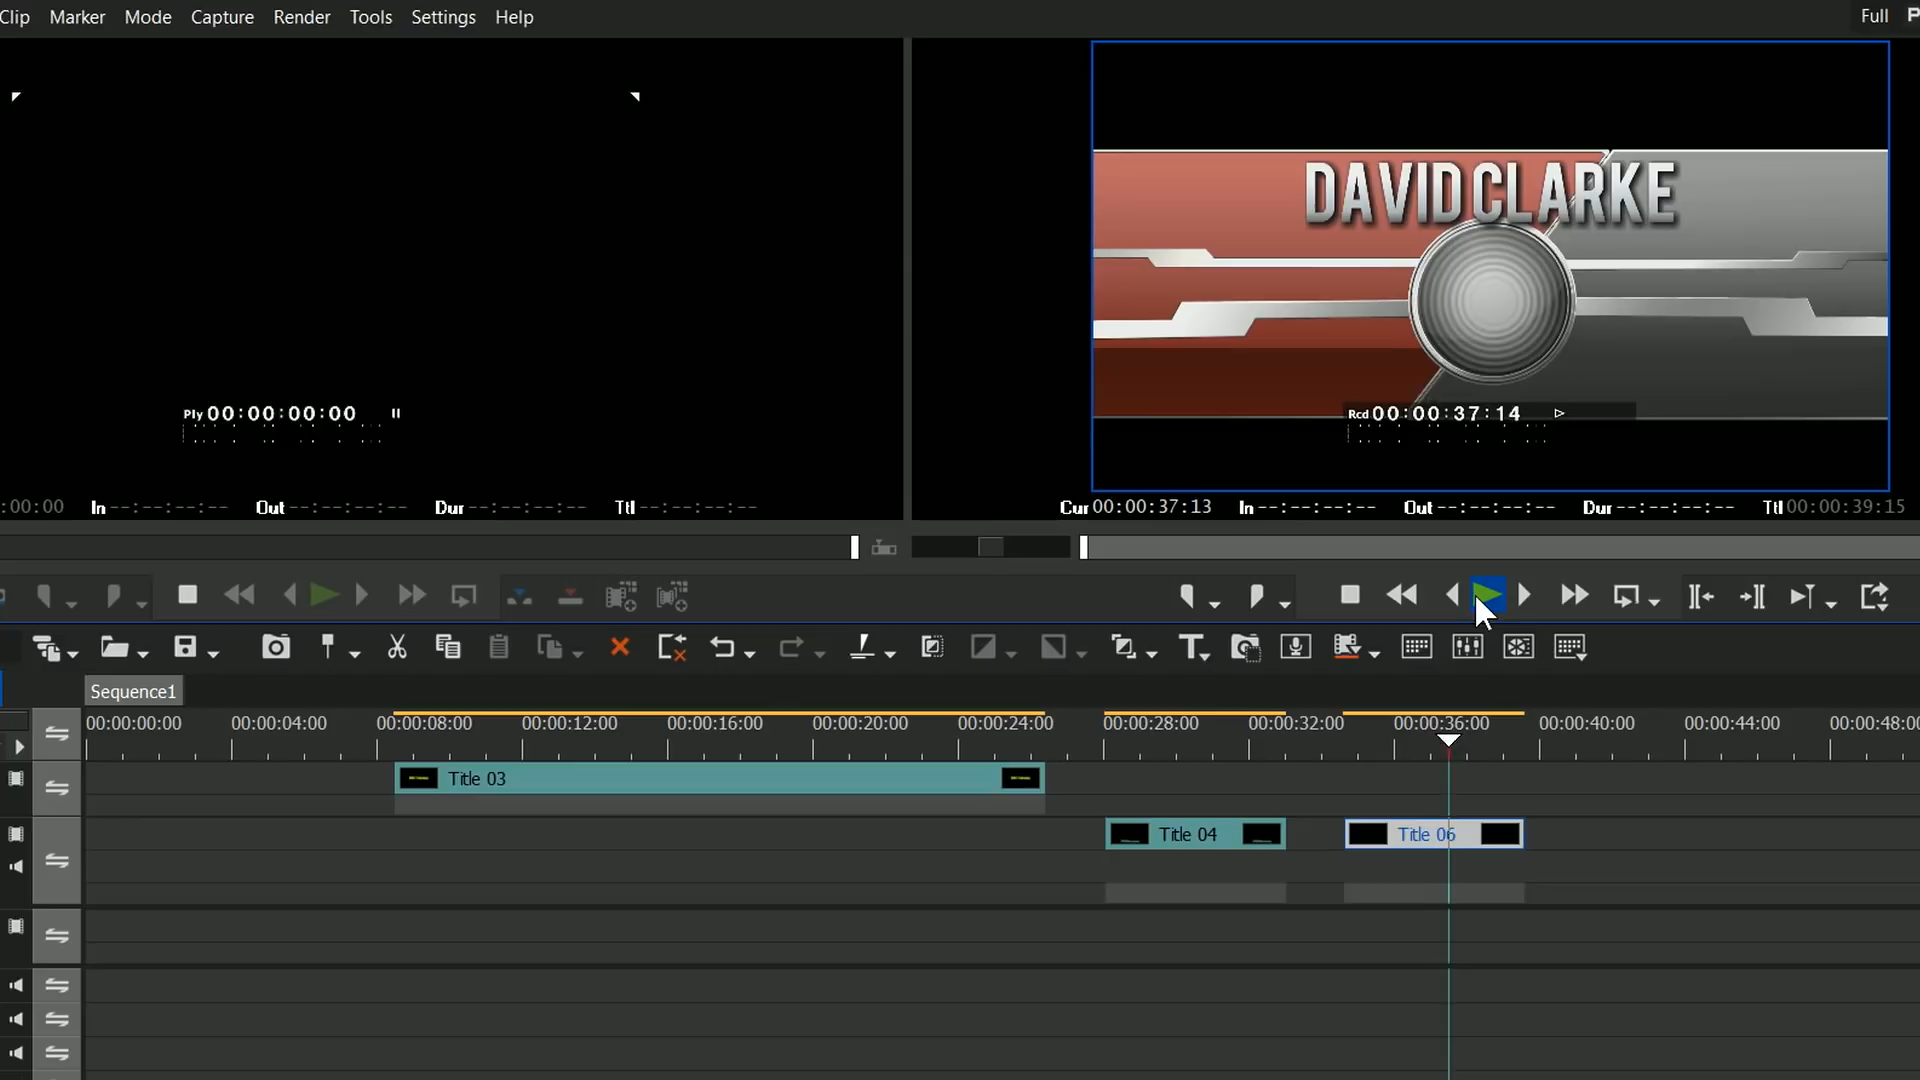 Clip Marker Mode Capture Render Tools Settings Help
Full
DAVID CLARKE
Ply 00:00:00:00
Rcd 00:00:37:14
:00:00 In --:--:--:-- Out --:--:--:-- Dur --:--:--:-- Ttl --:--:--:--
Cur 00:00:37:13 In --:--:--:-- Out --:--:--:-- Dur --:--:--:-- Ttl 00:00:39:15
Sequence1
00:00:00:00 00:00:04:00 00:00:08:00 00:00:12:00 00:00:16:00 00:00:20:00 00:00:24:00 00:00:28:00 00:00:32:00 00:00:36:00 00:00:40:00 00:00:44:00 00:00:48:00
Title 03
Title 04 Title 06